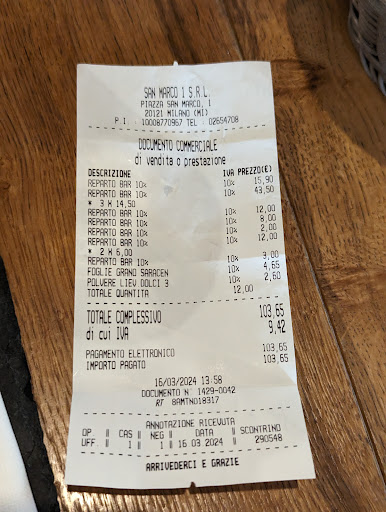 SAN MARCO 1 S.R.L.
PIAZZA SAN MARCO, 1
20121 MILANO (MI)
P.I. : 10008770967 TEL : 02654708
DOCUMENTO COMMERCIALE
di vendita o prestazione
DESCRIZIONE IVA PREZZO(€)
REPARTO BAR 10% 10% 15,90
REPARTO BAR 10% 10% 43,50
* 3 X 14,50
REPARTO BAR 10% 10% 12,00
REPARTO BAR 10% 10% 8,00
REPARTO BAR 10% 10% 2,00
REPARTO BAR 10% 10% 12,00
* 2 X 6,00
REPARTO BAR 10% 10% 3,00
FOGLIE GRANO SARACEN 10% 4,65
POLVERE LIEV.DOLCI 3 10% 2,60
TOTALE QUANTITA 12,00
TOTALE COMPLESSIVO 103,65
di cui IVA 9,42
PAGAMENTO ELETTRONICO 103,65
IMPORTO PAGATO 103,65
16/03/2024 13:58
DOCUMENTO N. 1429-0042
RT 8AMTN018317
ANNOTAZIONE RICEVUTA
OP || CAS || NEG || DATA || SCONTRINO
UFF || 1 || 1 || 16.03.2024 || 290548
ARRIVEDERCI E GRAZIE